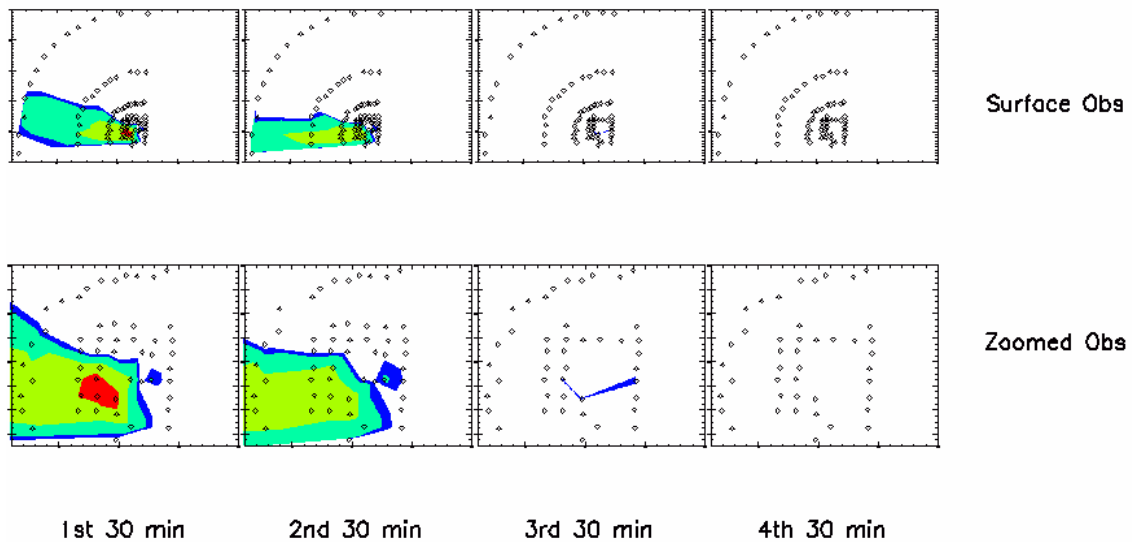 Surface Obs
Zoomed Obs
1st 30 min
2nd 30 min
3rd 30 min
4th 30 min